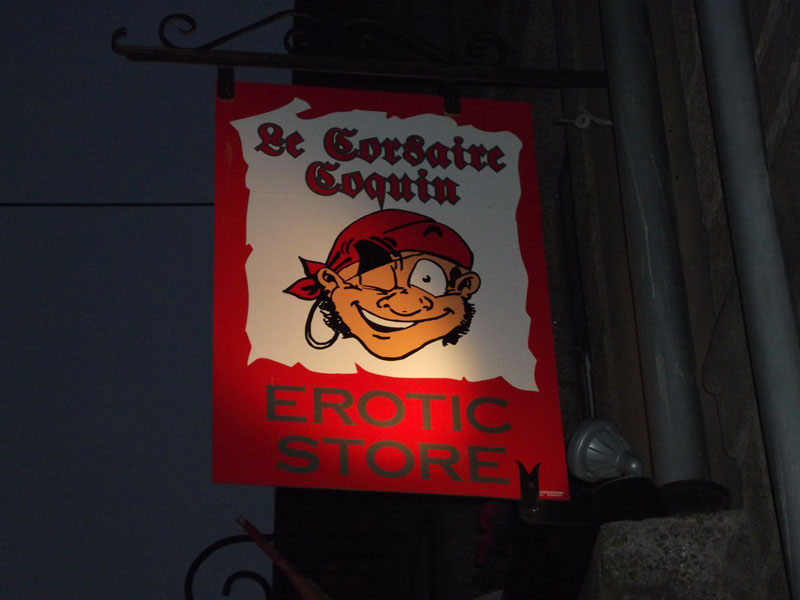 Le Corsaire
Coquin
EROTIC
STORE